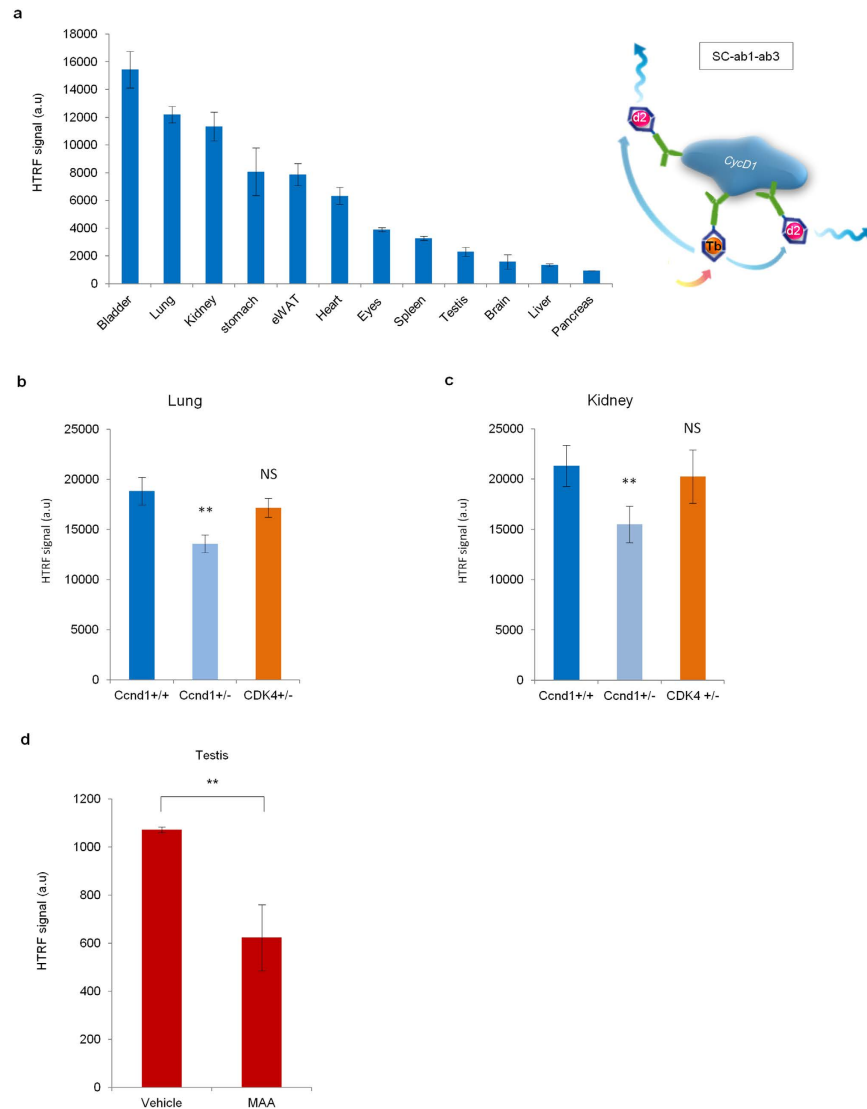 a
18000
16000
14000
12000
10000
8000
6000
4000
2000
0
HTRF signal (a.u)
Bladder
Lung
Kidney
stomach
eWAT
Heart
Eyes
Spleen
Testis
Brain
Liver
Pancreas
SC-ab1-ab3
d2
CycD1
Tb
d2
b
Lung
25000
20000
15000
10000
5000
0
HTRF signal (a.u)
**
NS
Ccnd1+/+ Ccnd1+/- CDK4+/-
c
Kidney
25000
20000
15000
10000
5000
0
HTRF signal (a.u)
**
NS
Ccnd1+/+ Ccnd1+/- CDK4 +/-
d
Testis
**
1200
1000
800
600
400
200
0
HTRF signal (a.u)
Vehicle MAA